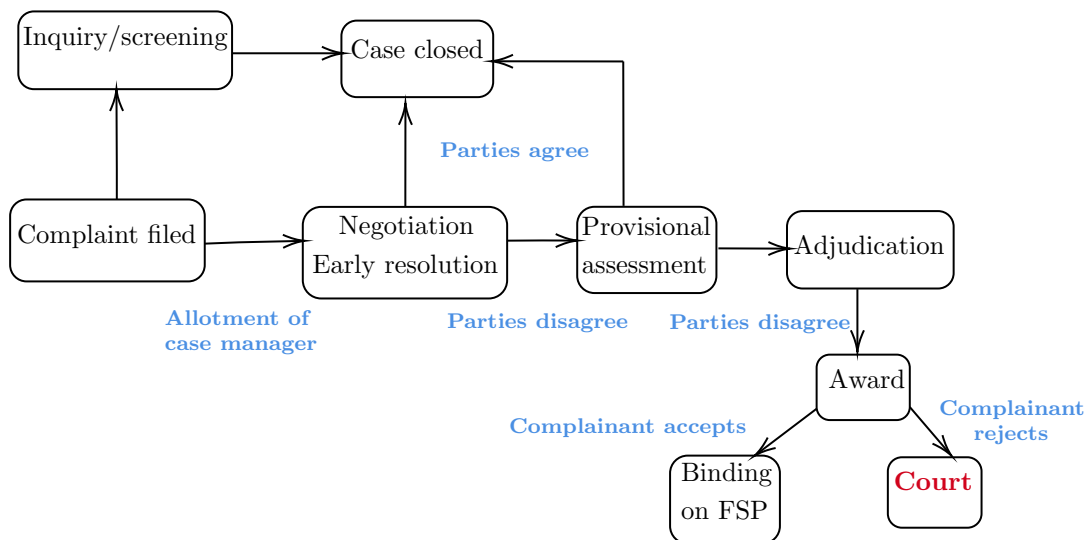 Inquiry/screening
Case closed
Parties agree
Complaint filed
Negotiation
Early resolution
Provisional
assessment
Adjudication
Allotment of
case manager
Parties disagree
Parties disagree
Award
Complainant accepts
Complainant
rejects
Binding
on FSP
Court